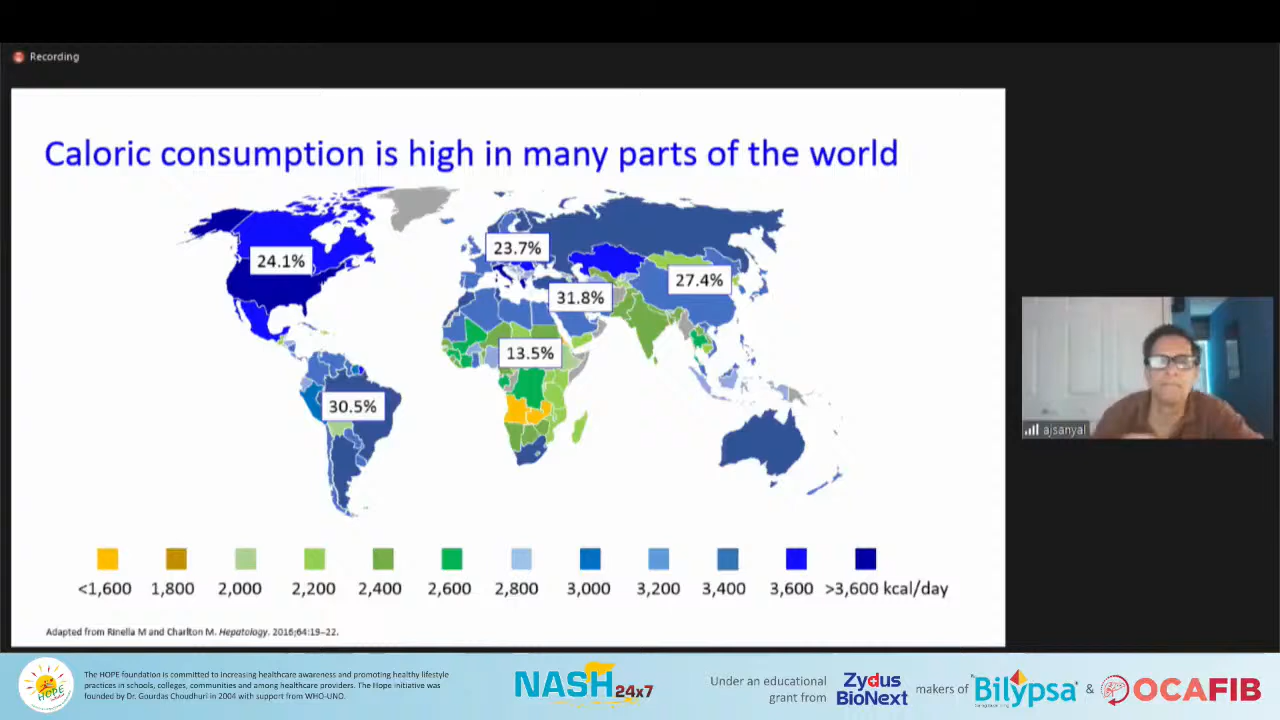 Recording
Caloric consumption is high in many parts of the world
24.1%
23.7%
27.4%
31.8%
13.5%
30.5%
<1,600 1,800 2,000 2,200 2,400 2,600 2,800 3,000 3,200 3,400 3,600 >3,600 kcal/day
Adapted from Rinella M and Charlton M. Hepatology. 2016;64:19–22.
ajsanyal
HOPE
The HOPE foundation is committed to increasing healthcare awareness and promoting healthy lifestyle
practices in schools, colleges, communities and among healthcare providers. The Hope initiative was
founded by Dr. Gourdas Choudhuri in 2004 with support from WHO-UNO.
NASH 24x7
Under an educational
grant from
Zydus
BioNext
makers of
Bilypsa
&
OCAFIB